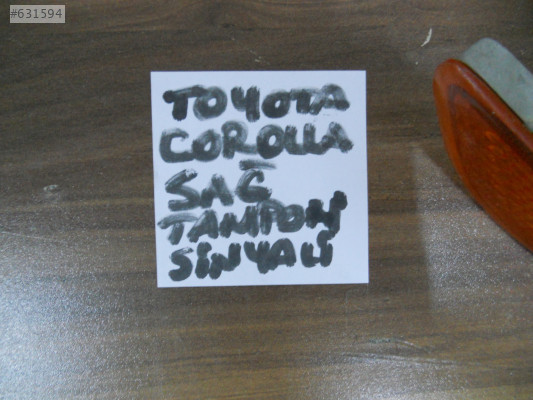 #631594
TOYOTA
COROLLA
SAĞ
TAMPON
SİNYALİ